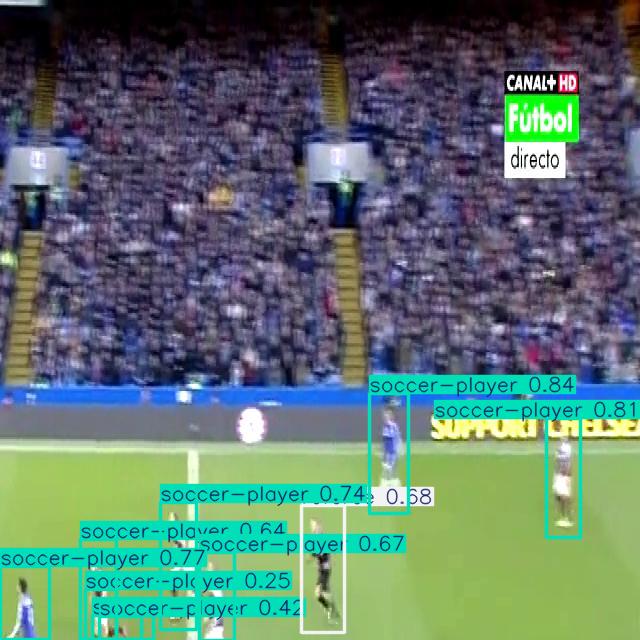 CANAL+ HD
Fútbol
directo
soccer-player 0.84
soccer-player 0.81
SUPPORT CHELSEA
soccer-player 0.74
0.68
soccer-player 0.64
soccer-player 0.67
soccer-player 0.77
soccer-player 0.25
soccer-player 0.42